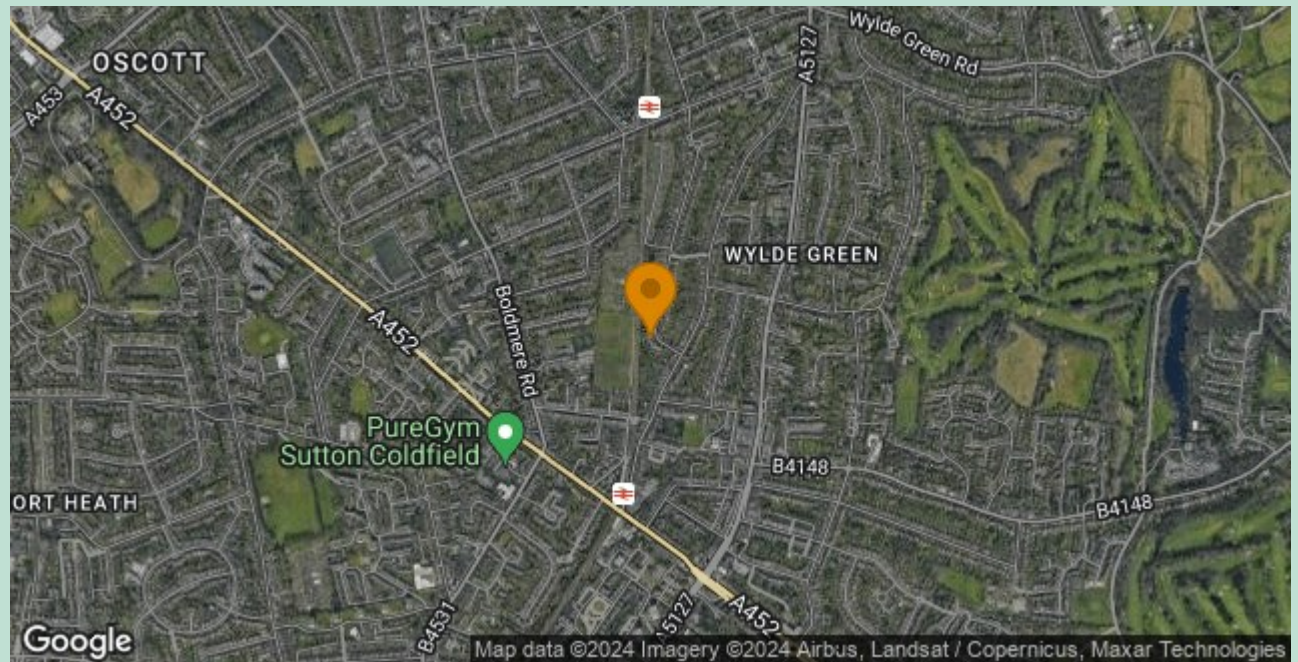 OSCOTT
A453
A452
Wylde Green Rd
A5127
WYLDE GREEN
Boldmere Rd
A452
PureGym
Sutton Coldfield
B4148
B4148
ORT HEATH
B4531
A5127
A452
Google
Map data ©2024 Imagery ©2024 Airbus, Landsat / Copernicus, Maxar Technologies